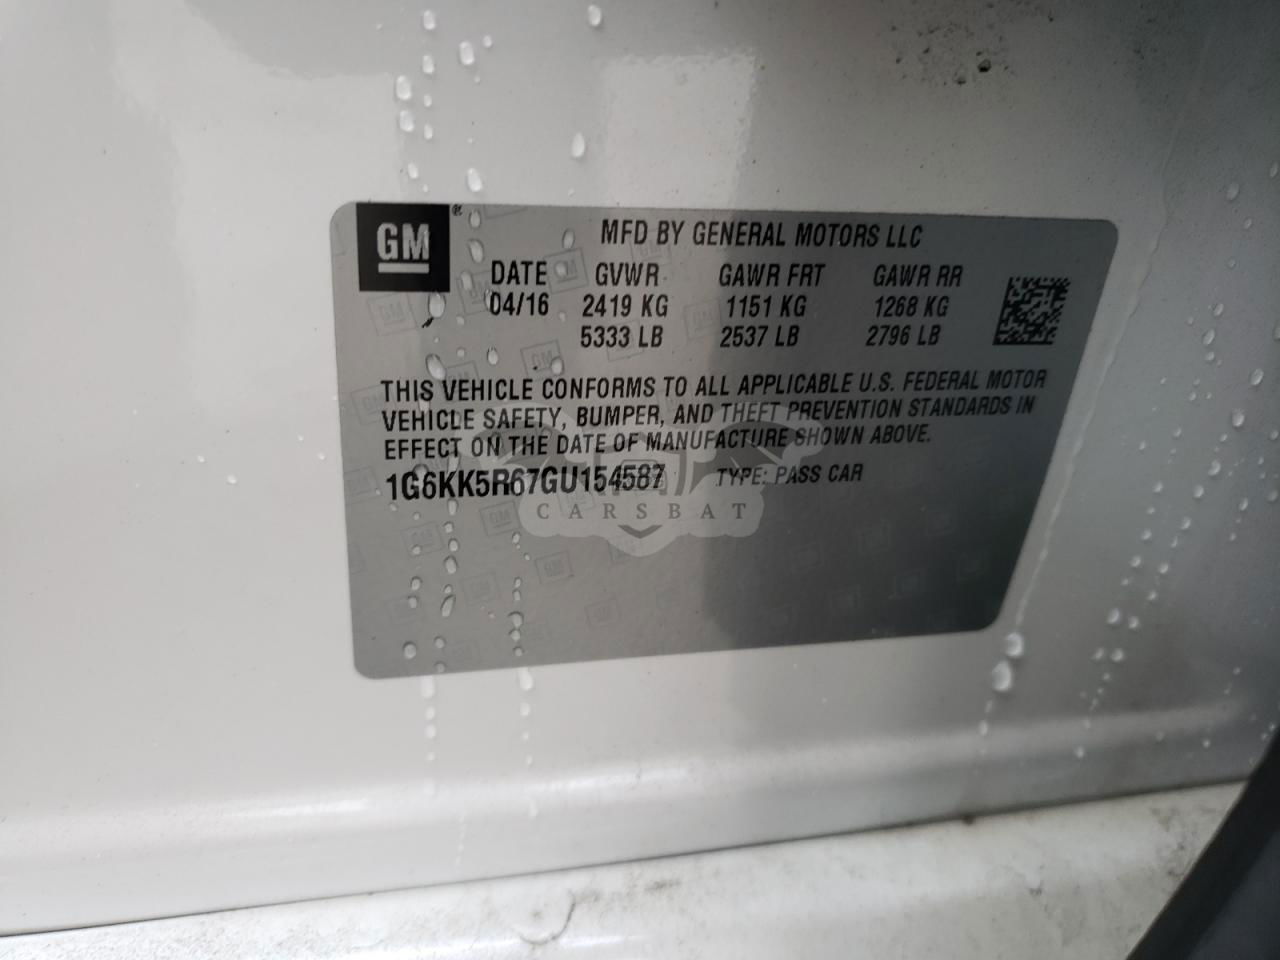 GM ®
MFD BY GENERAL MOTORS LLC
DATE GVWR GAWR FRT GAWR RR
04/16 2419 KG 1151 KG 1268 KG
5333 LB 2537 LB 2796 LB
THIS VEHICLE CONFORMS TO ALL APPLICABLE U.S. FEDERAL MOTOR
VEHICLE SAFETY, BUMPER, AND THEFT PREVENTION STANDARDS IN
EFFECT ON THE DATE OF MANUFACTURE SHOWN ABOVE.
1G6KK5R67GU154587 TYPE: PASS CAR
CARSBAT